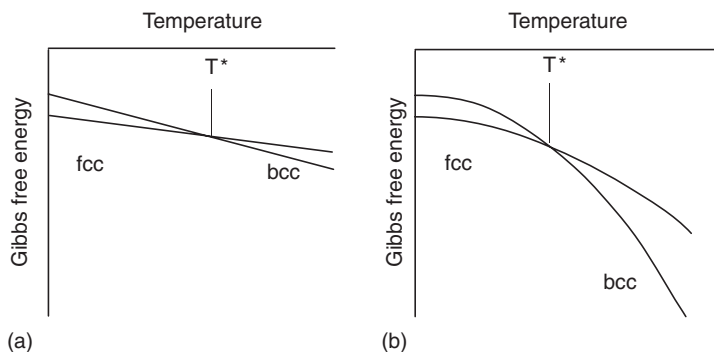 Temperature
T*
Gibbs free energy
fcc
bcc
(a)
Temperature
T*
Gibbs free energy
fcc
bcc
(b)